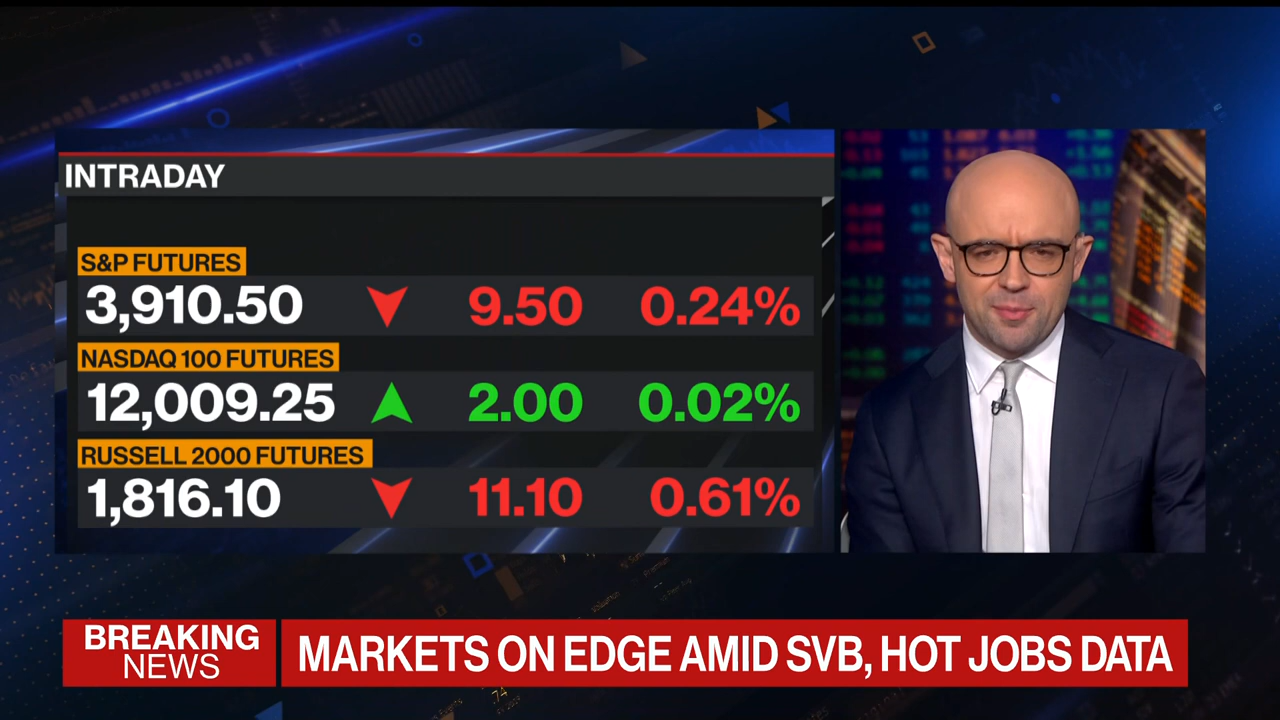 INTRADAY
S&P FUTURES
3,910.50 9.50 0.24%
NASDAQ 100 FUTURES
12,009.25 2.00 0.02%
RUSSELL 2000 FUTURES
1,816.10 11.10 0.61%
BREAKING
NEWS
MARKETS ON EDGE AMID SVB, HOT JOBS DATA